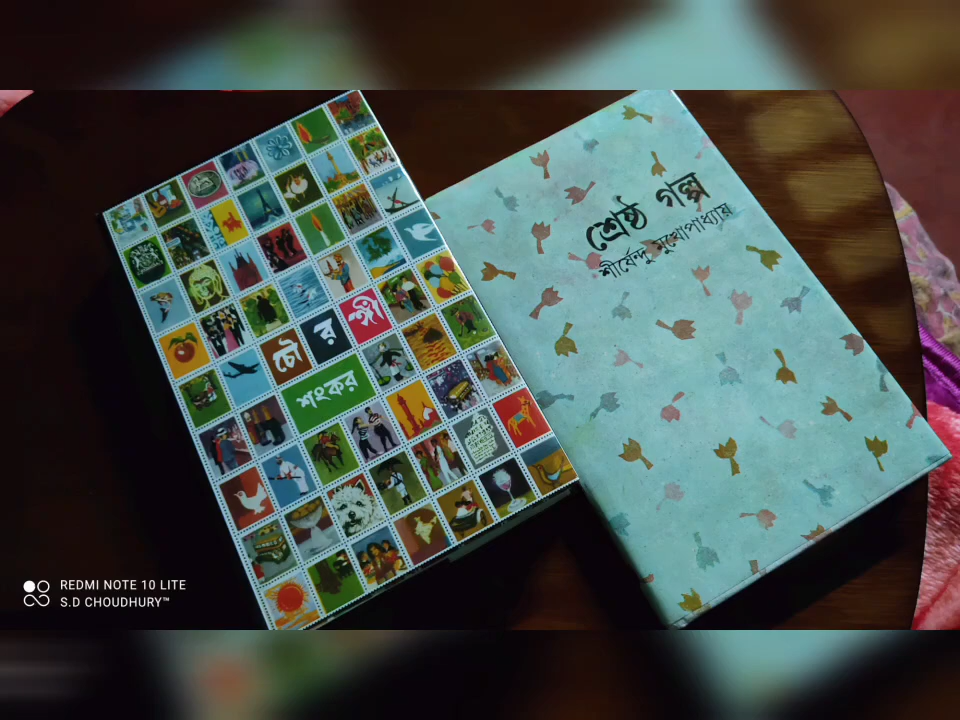 চৌ র ঙ্গী
শংকর
শ্রেষ্ঠ গল্প
শীর্ষেন্দু মুখোপাধ্যায়
REDMI NOTE 10 LITE
S.D CHOUDHURY™